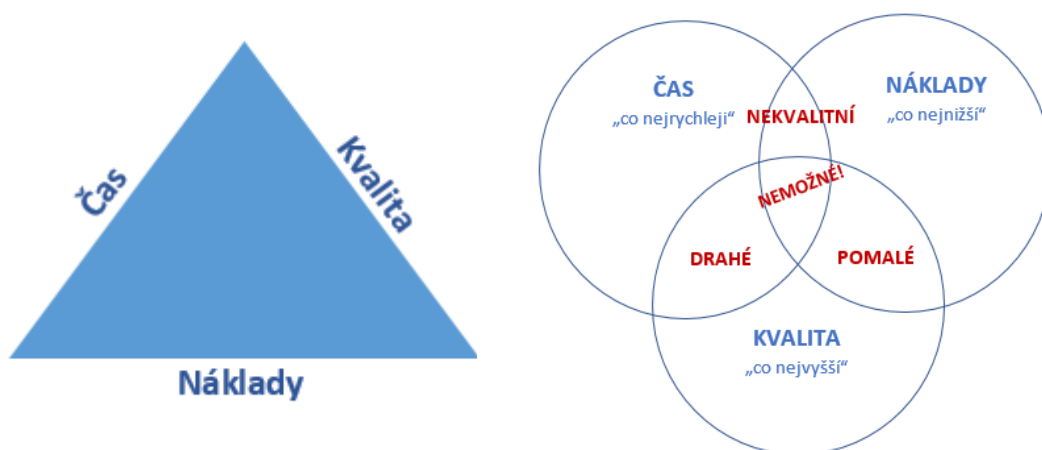 Čas
Kvalita
Náklady
ČAS
„co nejrychleji“
NÁKLADY
„co nejnižší“
NEKVALITNÍ
NEMOŽNÉ!
DRAHÉ
POMALÉ
KVALITA
„co nejvyšší“